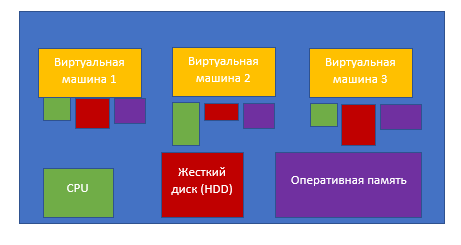 Виртуальная
машина 1
Виртуальная
машина 2
Виртуальная
машина 3
CPU
Жесткий
диск (HDD)
Оперативная память